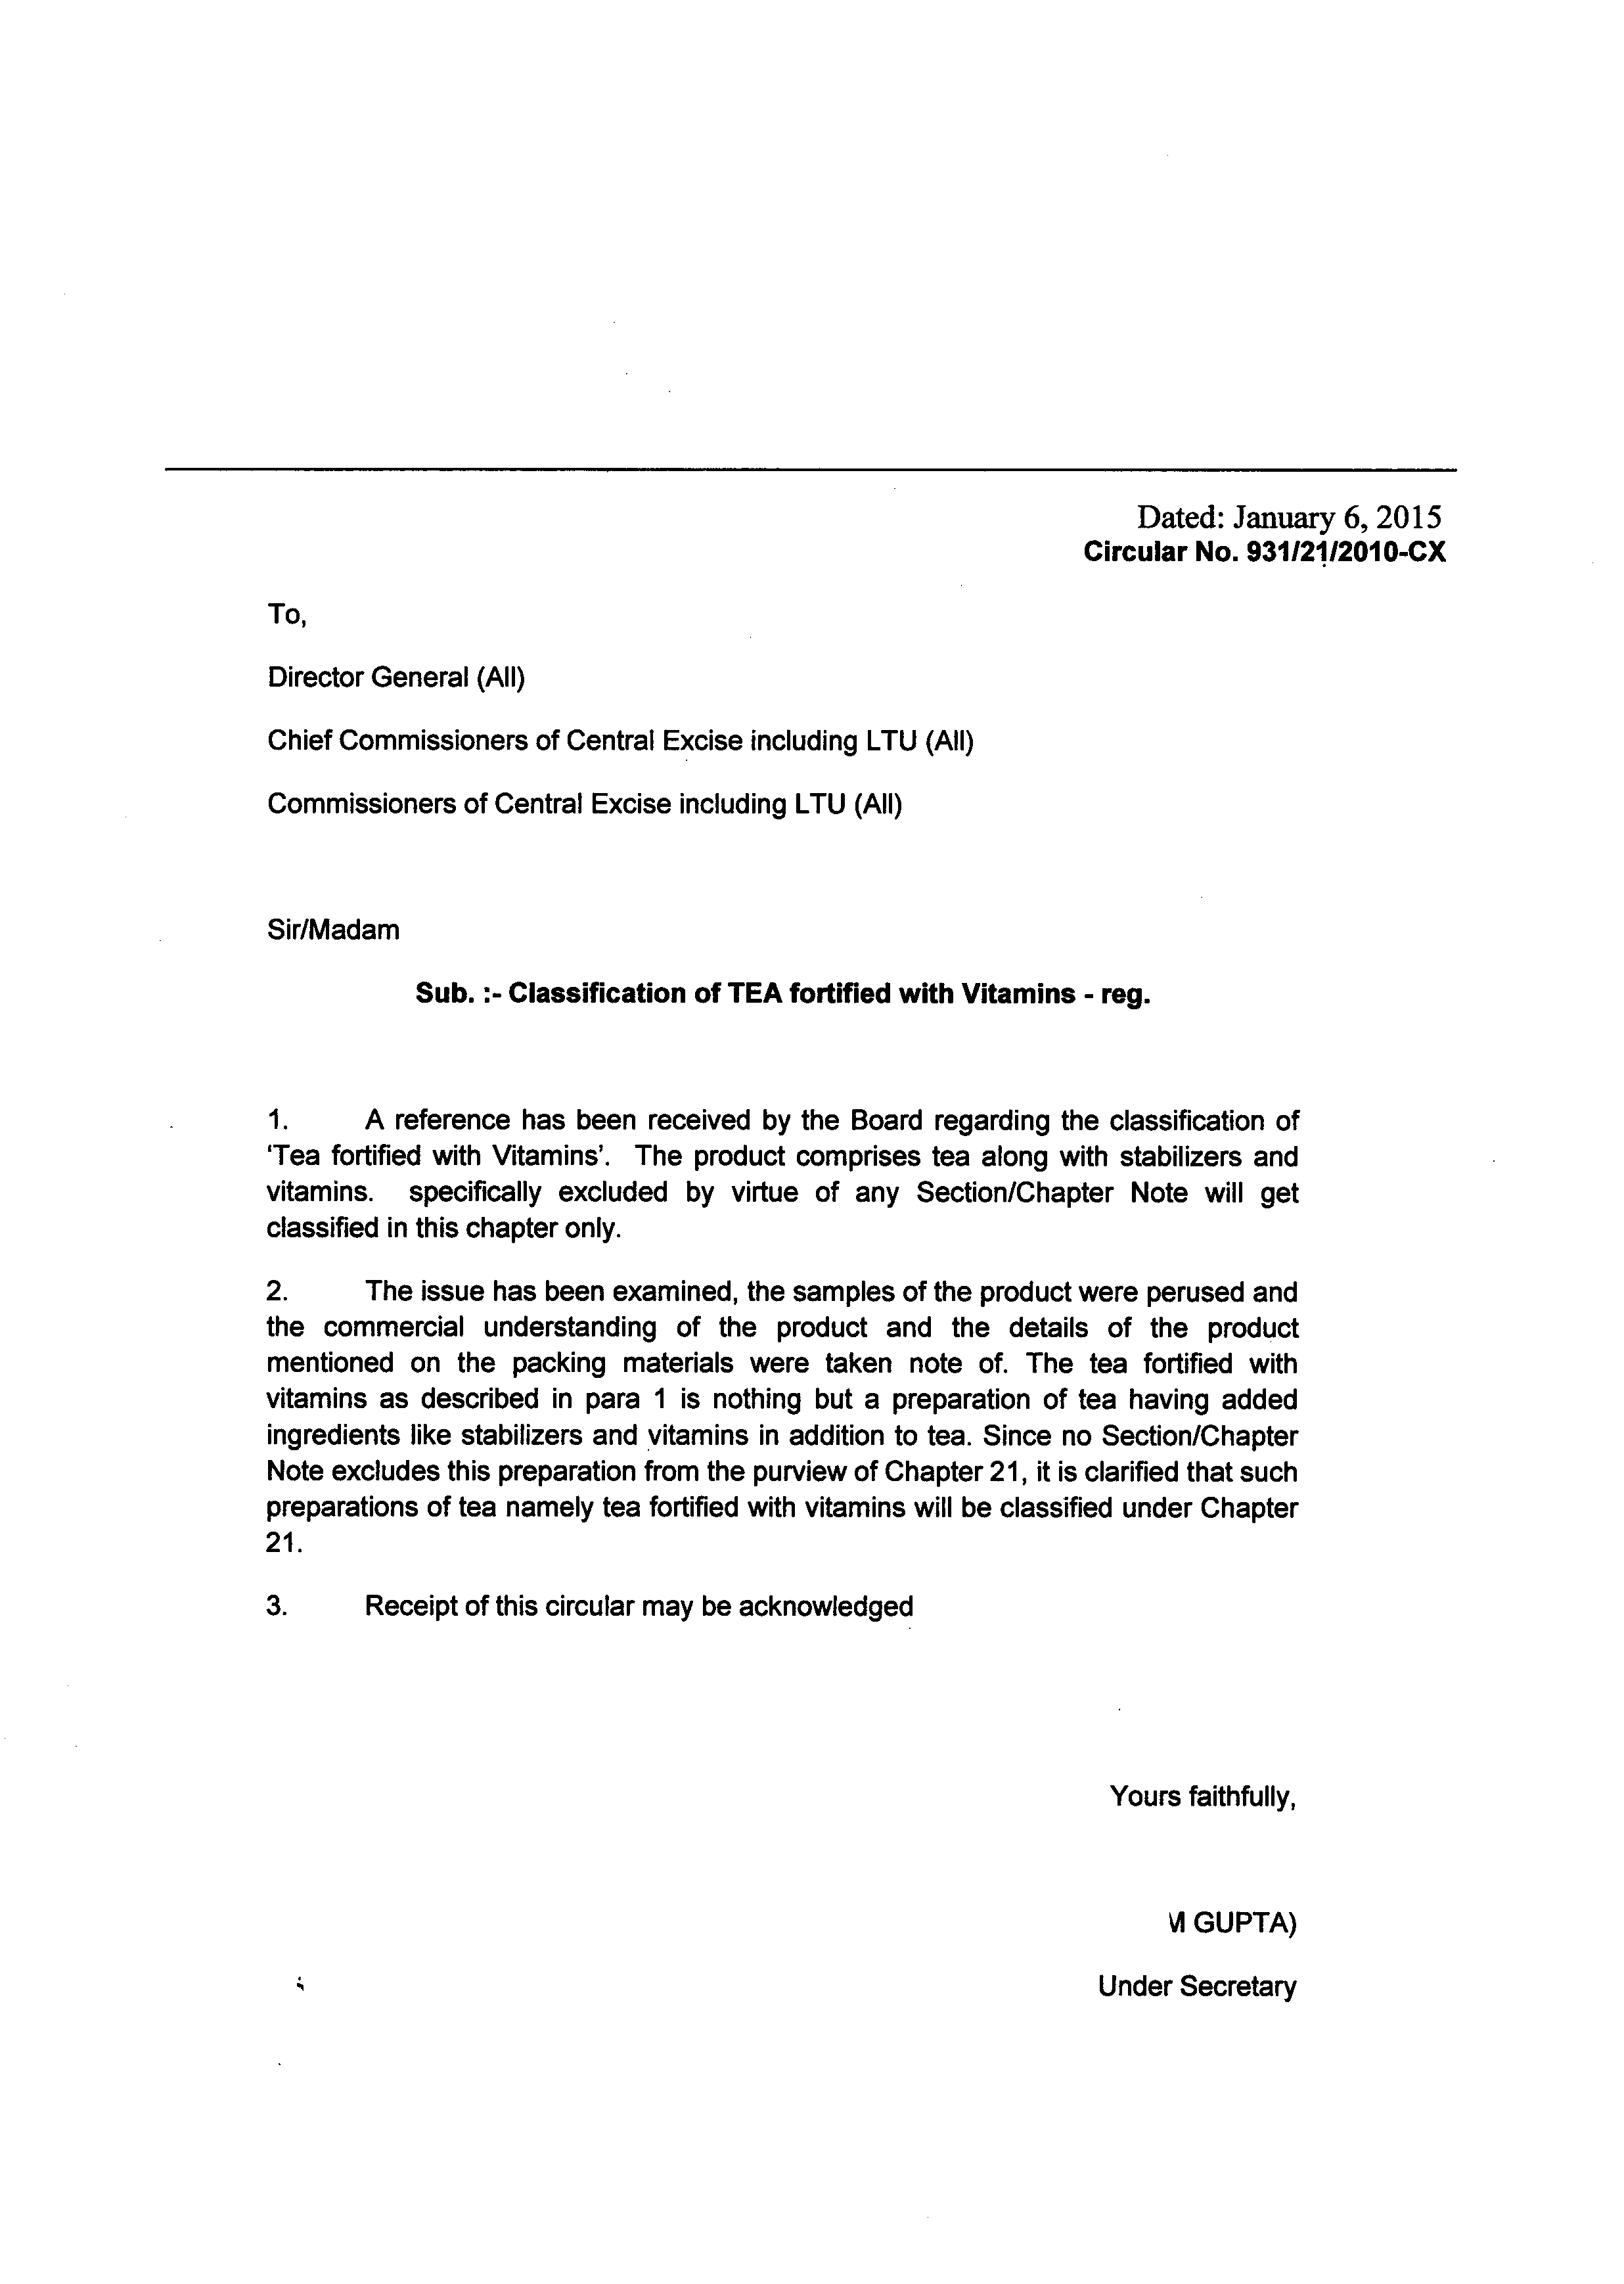 Dated: January 6, 2015
Circular No. 931/21/2010-CX
To,
Director General (All)
Chief Commissioners of Central Excise including LTU (All)
Commissioners of Central Excise including LTU (All)
Sir/Madam
Sub. :- Classification of TEA fortified with Vitamins - reg.
1. A reference has been received by the Board regarding the classification of
‘Tea fortified with Vitamins’. The product comprises tea along with stabilizers and
vitamins. specifically excluded by virtue of any Section/Chapter Note will get
classified in this chapter only.
2. The issue has been examined, the samples of the product were perused and
the commercial understanding of the product and the details of the product
mentioned on the packing materials were taken note of. The tea fortified with
vitamins as described in para 1 is nothing but a preparation of tea having added
ingredients like stabilizers and vitamins in addition to tea. Since no Section/Chapter
Note excludes this preparation from the purview of Chapter 21, it is clarified that such
preparations of tea namely tea fortified with vitamins will be classified under Chapter
21.
3. Receipt of this circular may be acknowledged
Yours faithfully,
GUPTA)
Under Secretary